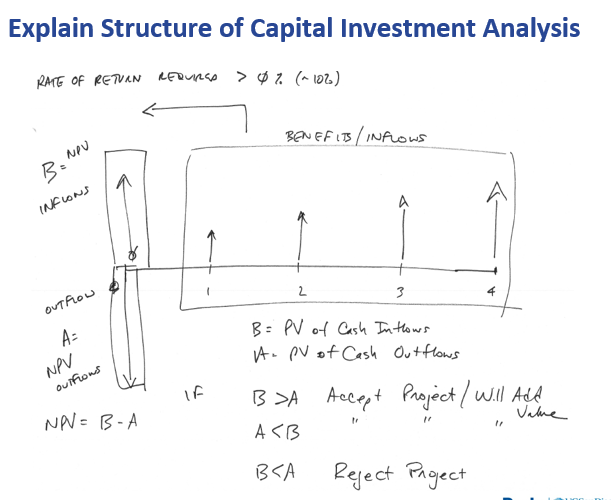 Explain Structure of Capital Investment Analysis
RATE OF RETURN REQUIRED > 0 % (~10%)
BENEFITS/INFLOWS
B = NPV
INFLOWS
0
1 2 3 4
OUTFLOW
A =
NPV
OUTFLOWS
B = PV of Cash Inflows
A = PV of Cash Outflows
NPV = B - A
IF B > A Accept Project / Will Add Value
A < B " " "
B < A Reject Project